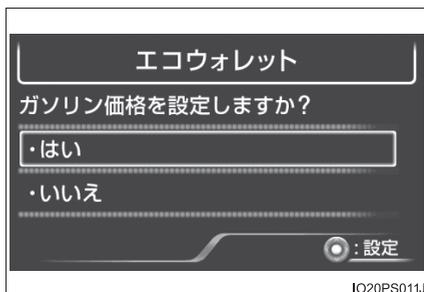 エコウォレット
ガソリン価格を設定しますか？
・はい
・いいえ
：設定
IO20PS011J